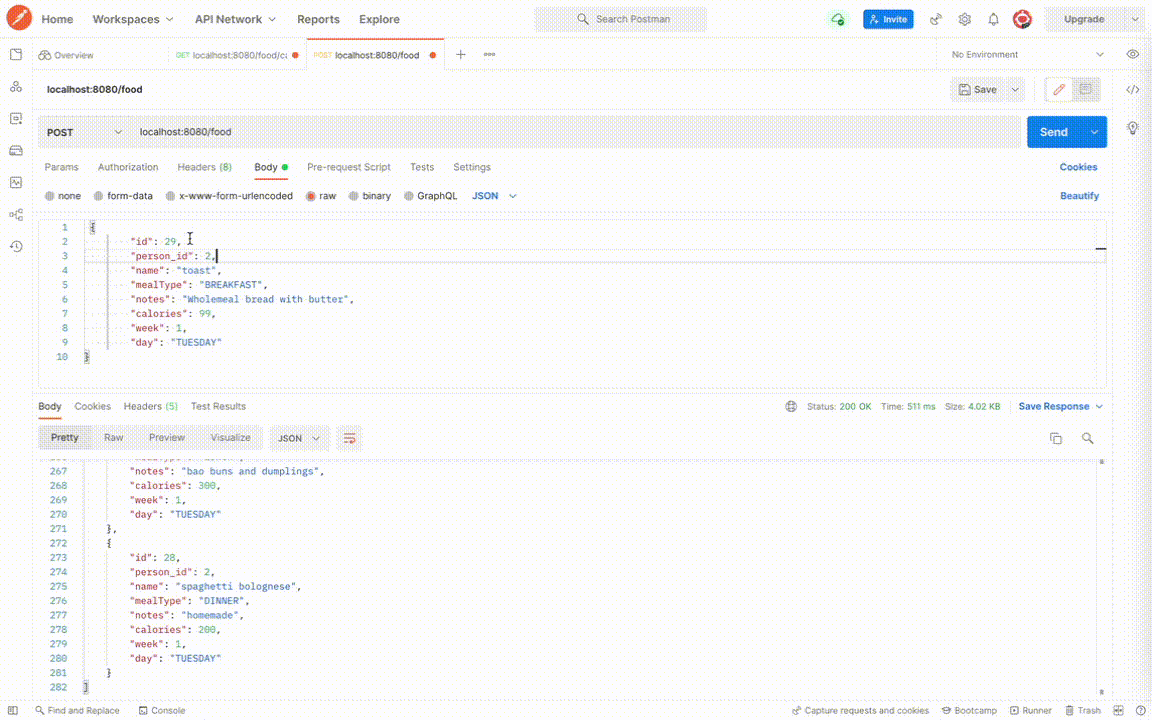 Home Workspaces API Network Reports Explore Search Postman Invite Upgrade
Overview GET localhost:8080/food/ca POST localhost:8080/food + ••• No Environment
localhost:8080/food Save </>
POST localhost:8080/food Send
Params Authorization Headers (8) Body Pre-request Script Tests Settings Cookies
none form-data x-www-form-urlencoded raw binary GraphQL JSON Beautify
1 {
2 "id": 29,
3 "person_id": 2,
4 "name": "toast",
5 "mealType": "BREAKFAST",
6 "notes": "Wholemeal bread with butter",
7 "calories": 99,
8 "week": 1,
9 "day": "TUESDAY"
10 }
Body Cookies Headers (5) Test Results Status: 200 OK Time: 511 ms Size: 4.02 KB Save Response
Pretty Raw Preview Visualize JSON
267 "notes": "bao buns and dumplings",
268 "calories": 300,
269 "week": 1,
270 "day": "TUESDAY"
271 },
272 {
273 "id": 28,
274 "person_id": 2,
275 "name": "spaghetti bolognese",
276 "mealType": "DINNER",
277 "notes": "homemade",
278 "calories": 200,
279 "week": 1,
280 "day": "TUESDAY"
281 }
282 ]
Find and Replace Console Capture requests and cookies Bootcamp Runner Trash